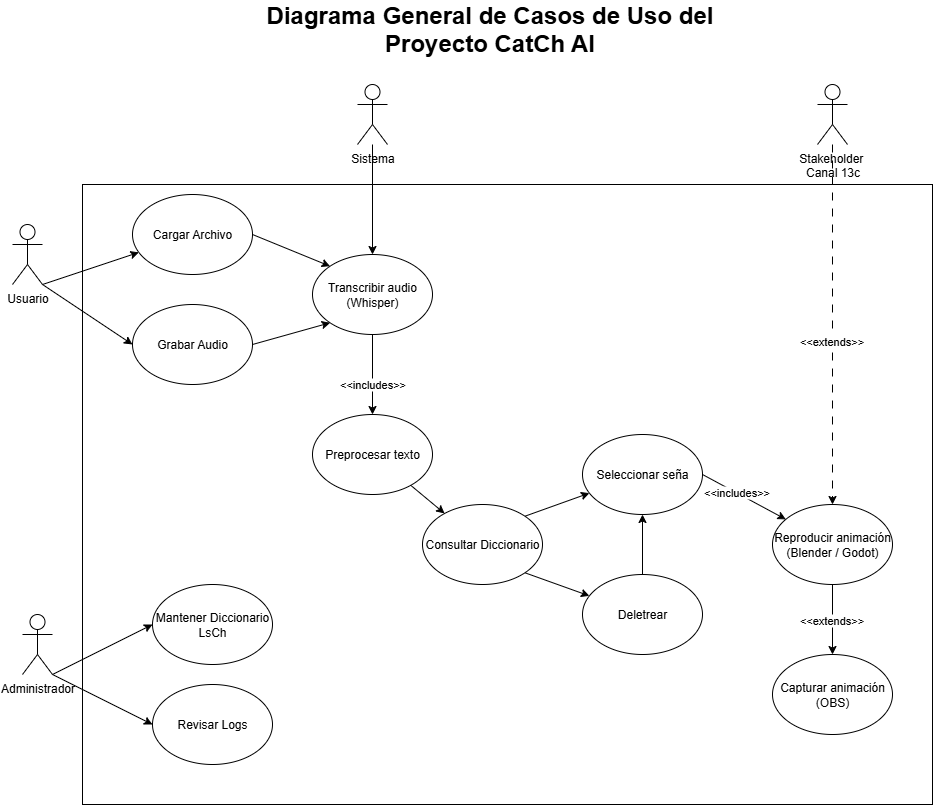 Diagrama General de Casos de Uso del
Proyecto CatCh AI
Sistema
Stakeholder
Canal 13c
Usuario
Cargar Archivo
Transcribir audio
(Whisper)
Grabar Audio
<<extends>>
<<includes>>
Preprocesar texto
Seleccionar seña
<<includes>>
Consultar Diccionario
Reproducir animación
(Blender / Godot)
Deletrear
<<extends>>
Mantener Diccionario
LsCh
Administrador
Capturar animación
(OBS)
Revisar Logs